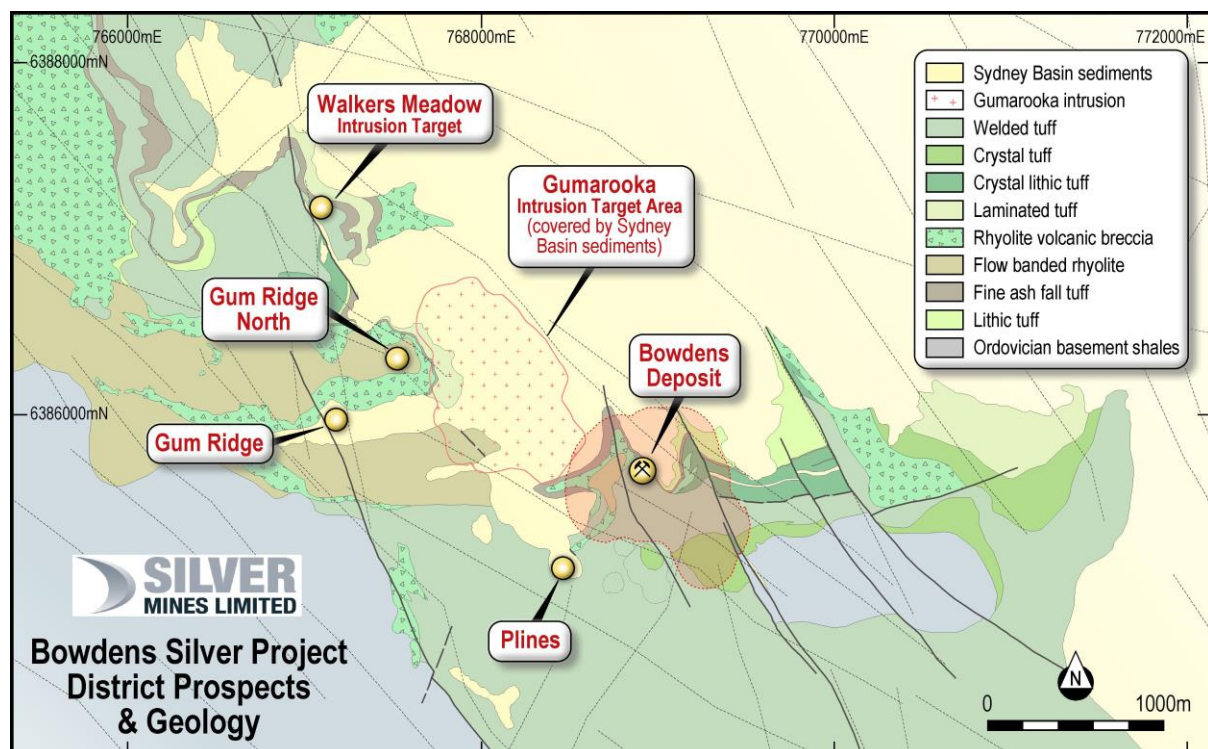 766000mE
768000mE
770000mE
772000mE
6388000mN
6386000mN
Walkers Meadow
Intrusion Target
Gumarooka
Intrusion Target Area
(covered by Sydney
Basin sediments)
Gum Ridge
North
Bowdens
Deposit
Gum Ridge
Plines
Sydney Basin sediments
Gumarooka intrusion
Welded tuff
Crystal tuff
Crystal lithic tuff
Laminated tuff
Rhyolite volcanic breccia
Flow banded rhyolite
Fine ash fall tuff
Lithic tuff
Ordovician basement shales
SILVER
MINES LIMITED
Bowdens Silver Project
District Prospects
& Geology
N
0 1000m